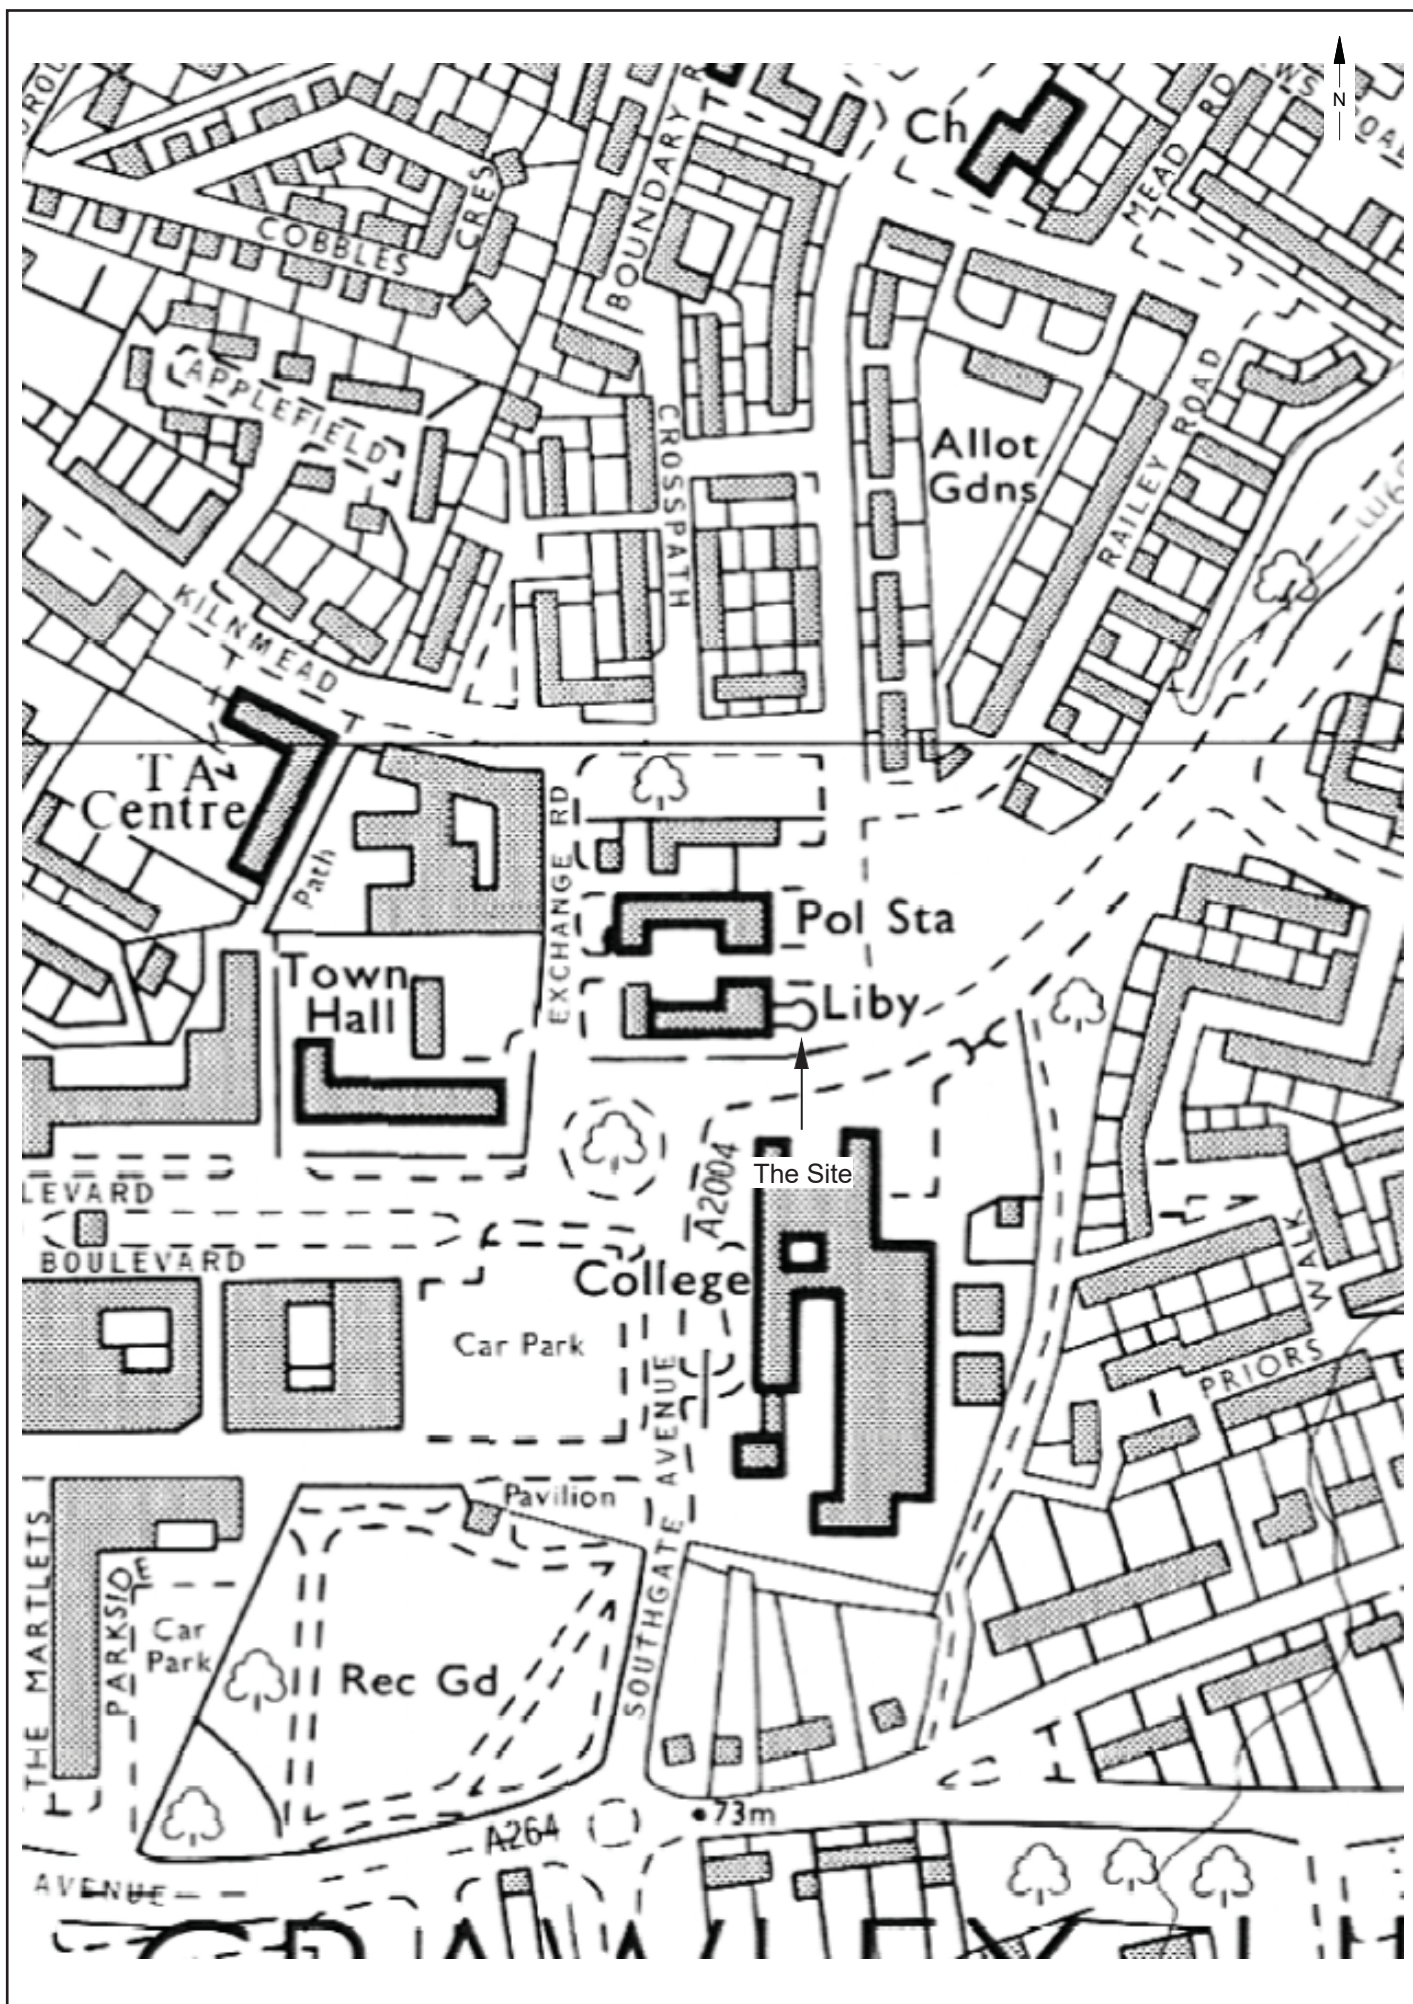 N
Ch
MEAD RD
BOUNDARY R
CRES
COBBLES
APPLEFIELD
CROSSPATH
Allot
Gdns
RAILEY ROAD
KILNMEAD
T A
Centre
Path
EXCHANGE RD
Pol Sta
Town
Hall
Liby
A2004
The Site
LEVARD
BOULEVARD
College
Car Park
WALK
PRIORS
SOUTHGATE AVENUE
Pavilion
THE MARTLETS
PARKSIDE
Car
Park
Rec Gd
73m
A264
AVENUE
CRAWLEY